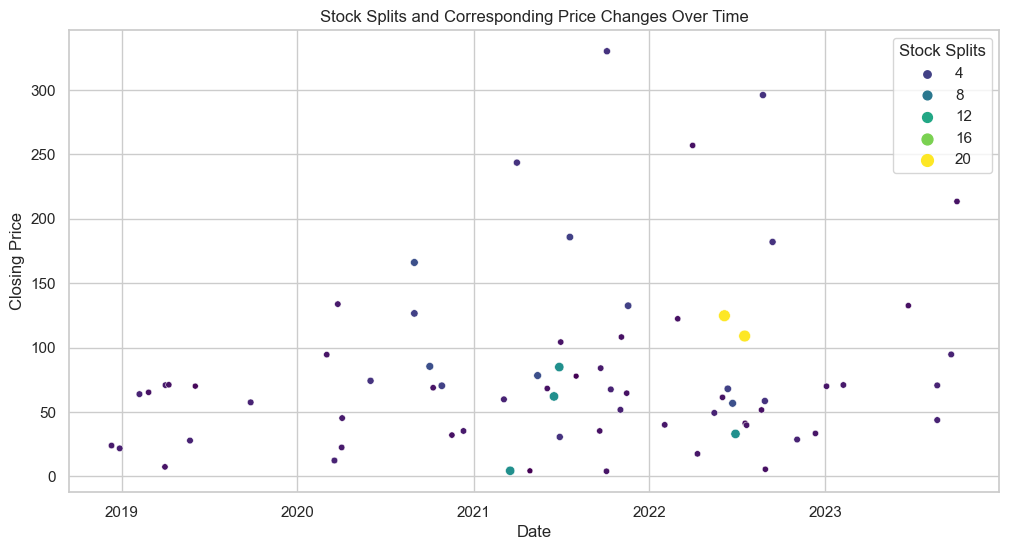 Stock Splits and Corresponding Price Changes Over Time
Stock Splits
4
8
12
16
20
Closing Price
300
250
200
150
100
50
0
2019 2020 2021 2022 2023
Date